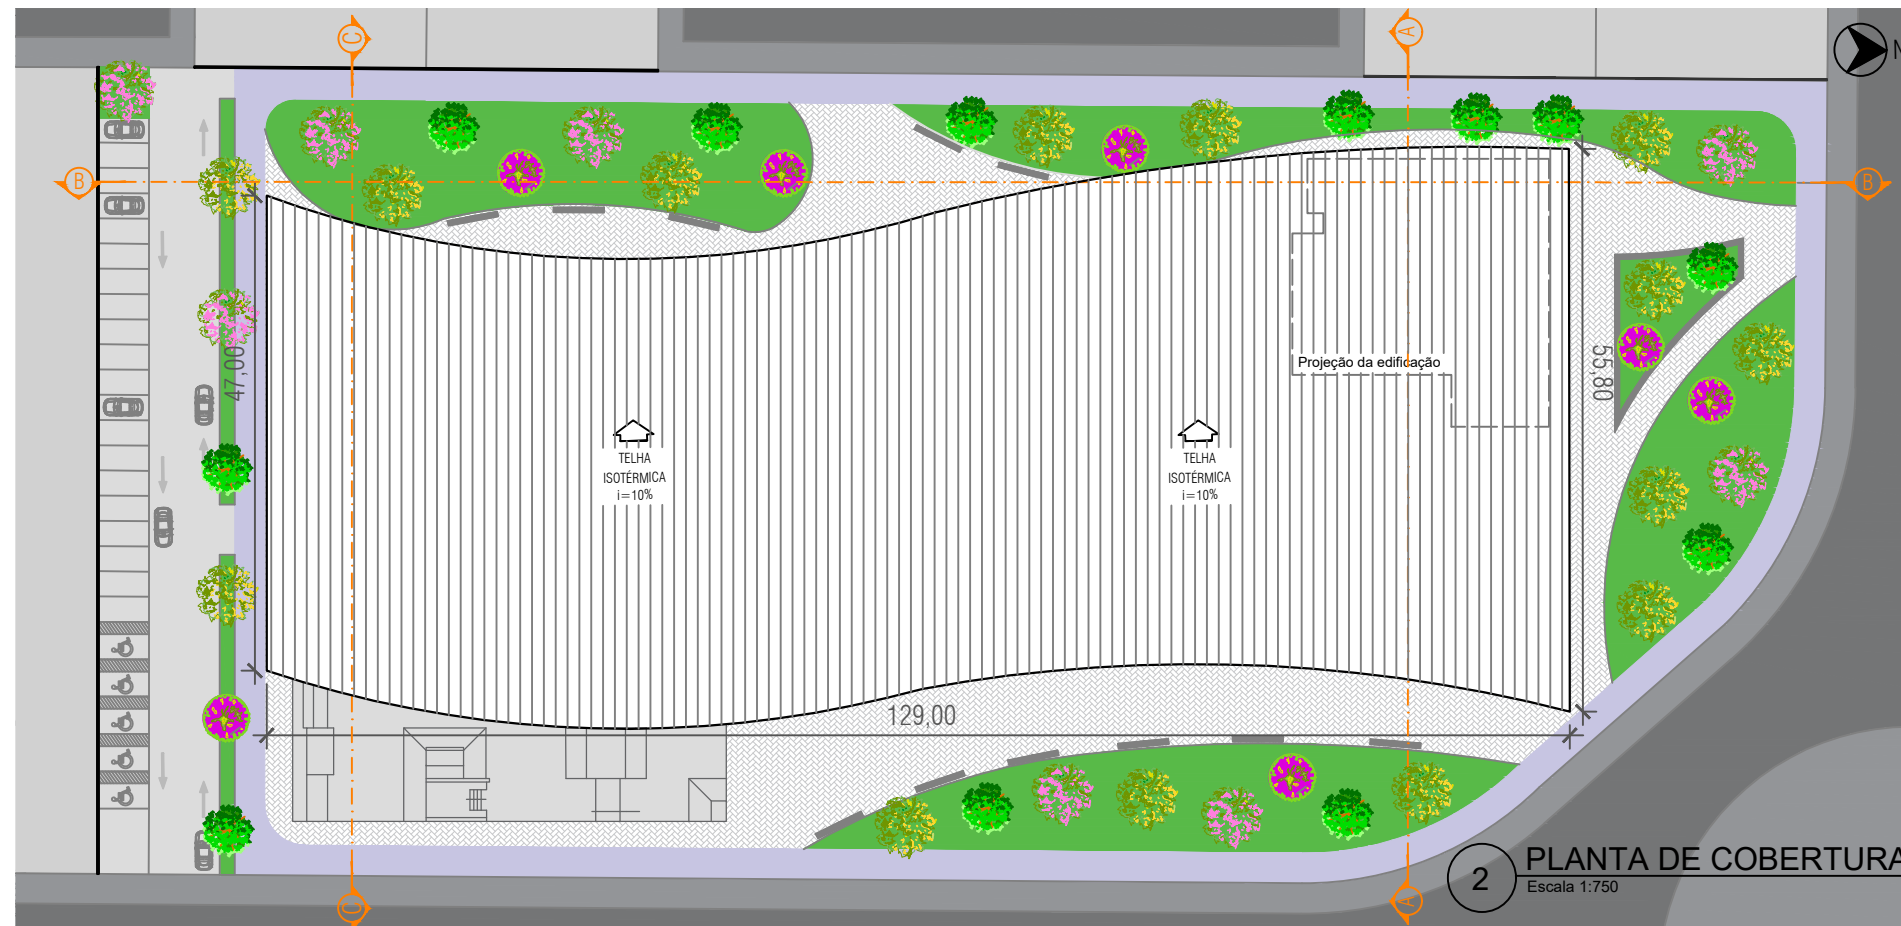 C
A
N
B
B
47,00
55,80
Projeção da edificação
TELHA
ISOTÉRMICA
i=10%
TELHA
ISOTÉRMICA
i=10%
129,00
2
PLANTA DE COBERTURA
Escala 1:750
C
A